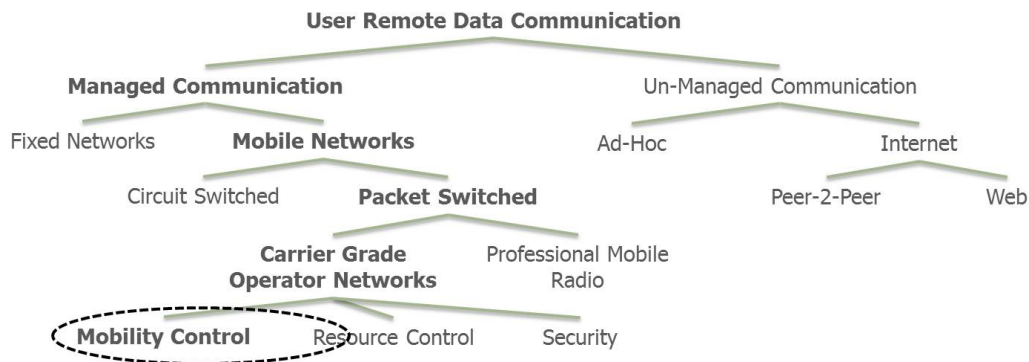 User Remote Data Communication
Managed Communication
Un-Managed Communication
Fixed Networks
Mobile Networks
Ad-Hoc
Internet
Circuit Switched
Packet Switched
Peer-2-Peer
Web
Carrier Grade
Operator Networks
Professional Mobile
Radio
Mobility Control
Resource Control
Security